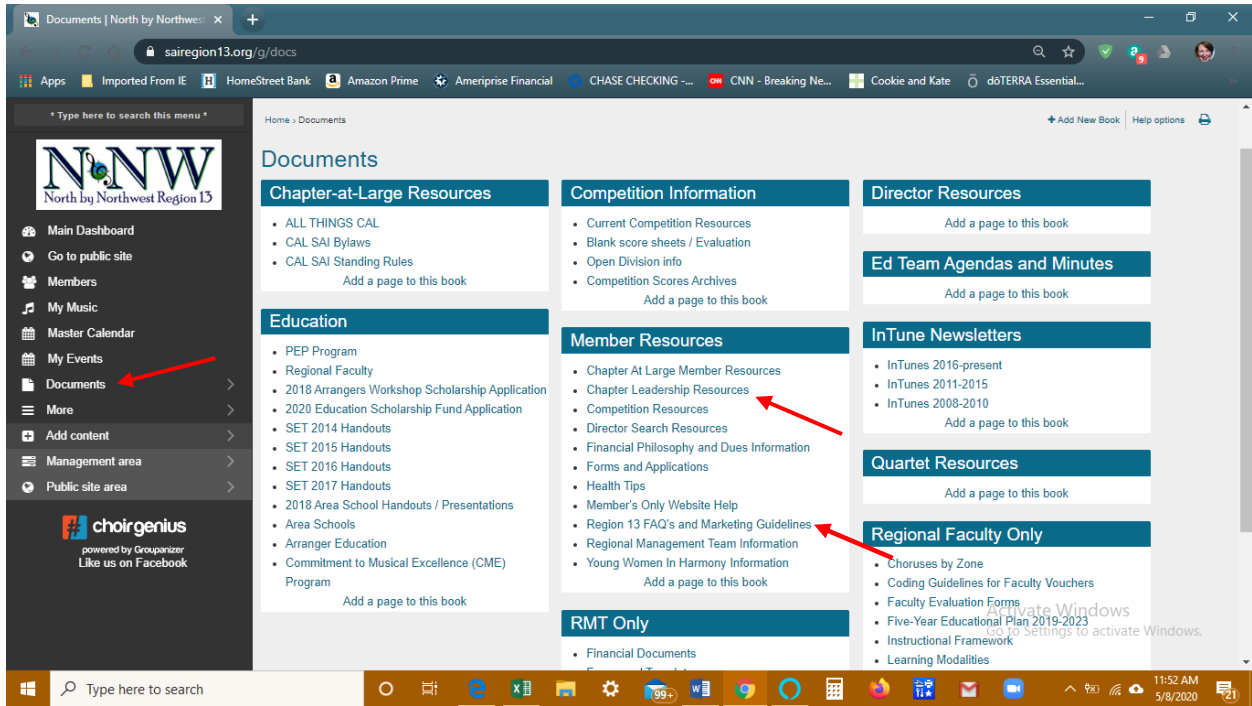 Documents | North by Northwest
sairegion13.org/g/docs
Apps Imported From IE HomeStreet Bank Amazon Prime Ameriprise Financial CHASE CHECKING -... CNN - Breaking Ne... Cookie and Kate dōTERRA Essential...
* Type here to search this menu *
NNW
North by Northwest Region 13
Main Dashboard
Go to public site
Members
My Music
Master Calendar
My Events
Documents
More
Add content
Management area
Public site area
choirgenius
powered by Groupanizer
Like us on Facebook
Home › Documents
Add New Book Help options
Documents
Chapter-at-Large Resources
ALL THINGS CAL
CAL SAI Bylaws
CAL SAI Standing Rules
Add a page to this book
Education
PEP Program
Regional Faculty
2018 Arrangers Workshop Scholarship Application
2020 Education Scholarship Fund Application
SET 2014 Handouts
SET 2015 Handouts
SET 2016 Handouts
SET 2017 Handouts
2018 Area School Handouts / Presentations
Area Schools
Arranger Education
Commitment to Musical Excellence (CME)
Program
Add a page to this book
Competition Information
Current Competition Resources
Blank score sheets / Evaluation
Open Division info
Competition Scores Archives
Add a page to this book
Member Resources
Chapter At Large Member Resources
Chapter Leadership Resources
Competition Resources
Director Search Resources
Financial Philosophy and Dues Information
Forms and Applications
Health Tips
Member's Only Website Help
Region 13 FAQ's and Marketing Guidelines
Regional Management Team Information
Young Women In Harmony Information
Add a page to this book
RMT Only
Financial Documents
Director Resources
Add a page to this book
Ed Team Agendas and Minutes
Add a page to this book
InTune Newsletters
InTunes 2016-present
InTunes 2011-2015
InTunes 2008-2010
Add a page to this book
Quartet Resources
Add a page to this book
Regional Faculty Only
Choruses by Zone
Coding Guidelines for Faculty Vouchers
Faculty Evaluation Forms
Five-Year Educational Plan 2019-2023
Instructional Framework
Learning Modalities
Activate Windows
Go to Settings to activate Windows.
Type here to search
99+
11:52 AM
5/8/2020
21